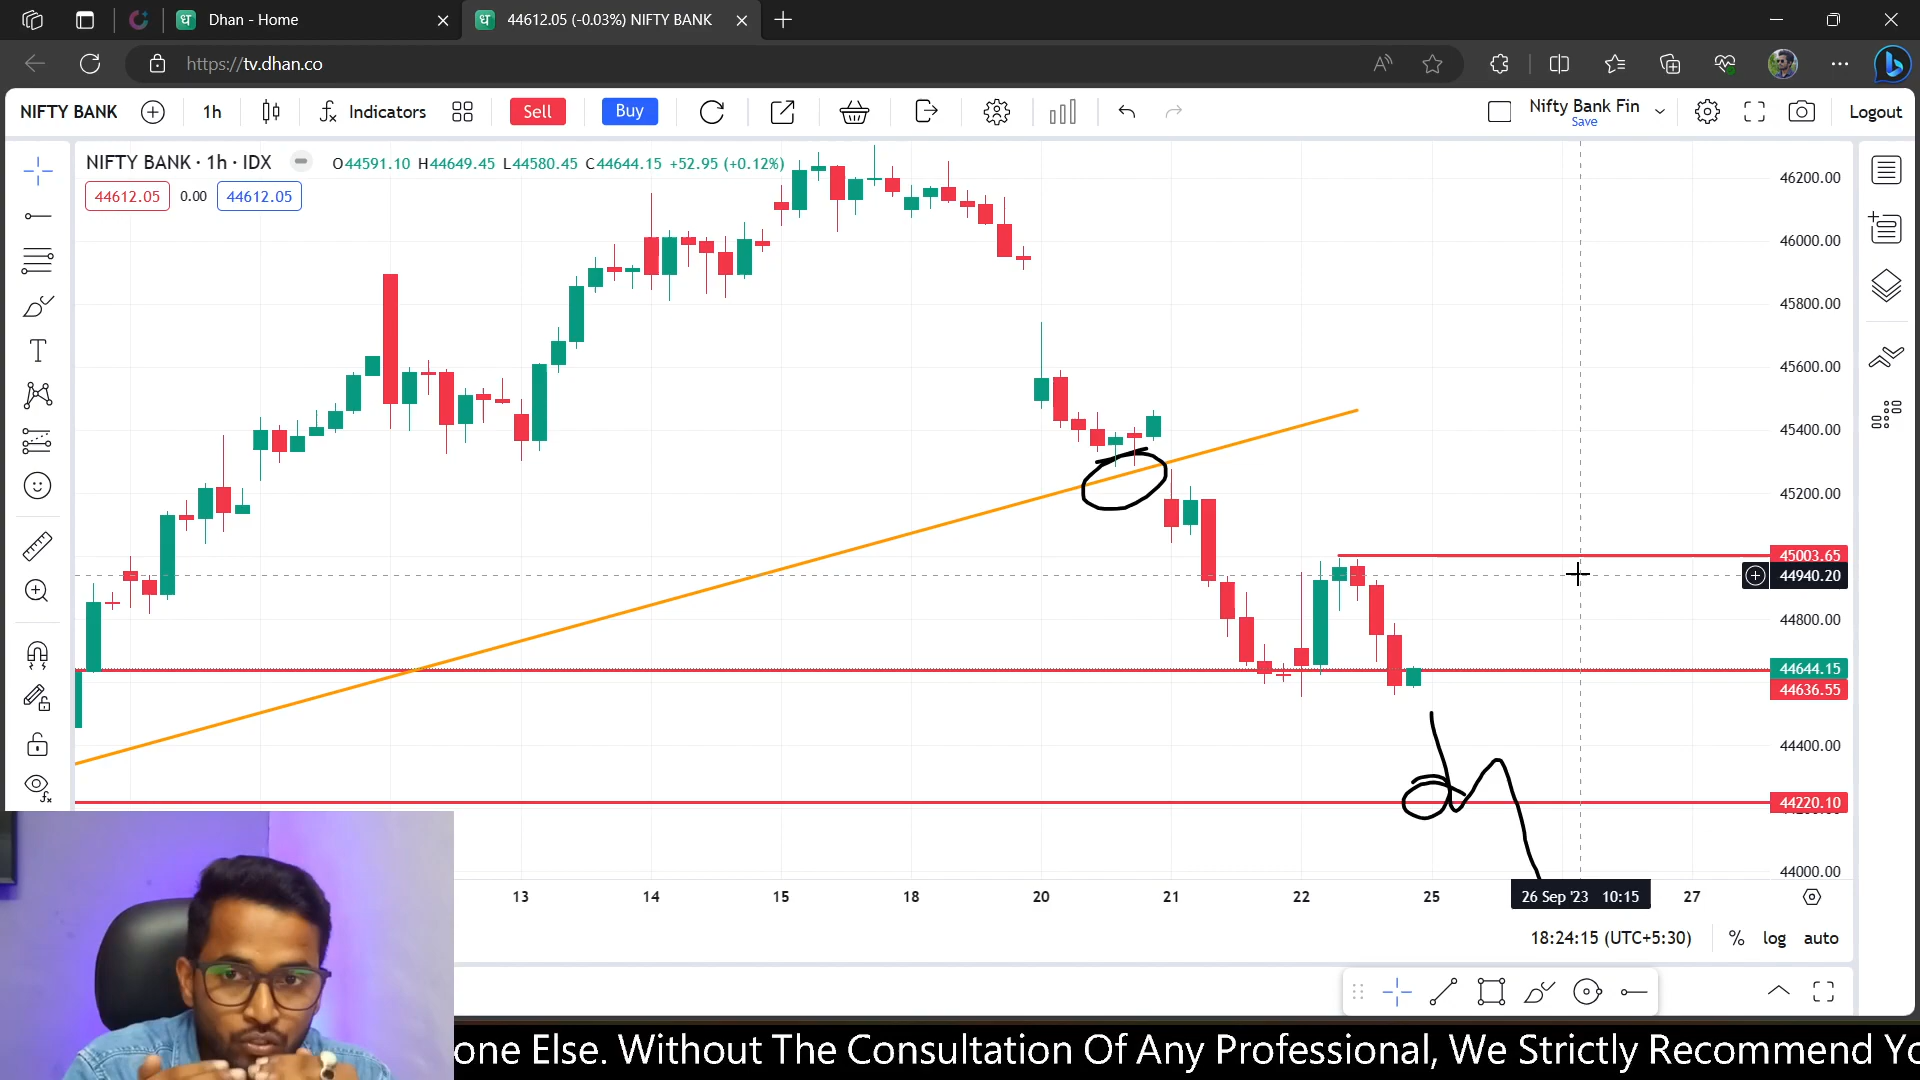 Dhan - Home
44612.05 (-0.03%) NIFTY BANK
https://tv.dhan.co
NIFTY BANK
1h
Indicators
Sell
Buy
Nifty Bank Fin
Save
Logout
NIFTY BANK · 1h · IDX
O44591.10 H44649.45 L44580.45 C44644.15 +52.95 (+0.12%)
44612.05 0.00 44612.05
46200.00
46000.00
45800.00
45600.00
45400.00
45200.00
45003.65
44940.20
44800.00
44644.15
44636.55
44400.00
44220.10
44000.00
13 14 15 18 20 21 22 25 26 Sep '23 10:15 27
18:24:15 (UTC+5:30) % log auto
one Else. Without The Consultation Of Any Professional, We Strictly Recommend Yo